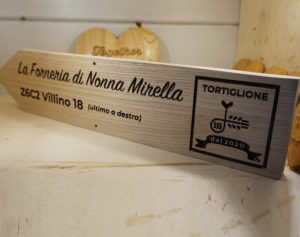 La Forneria di Nonna Mirella
Z6C2 Villino 18 (ultimo a destra)
TORTIGLIONE
dal 2020